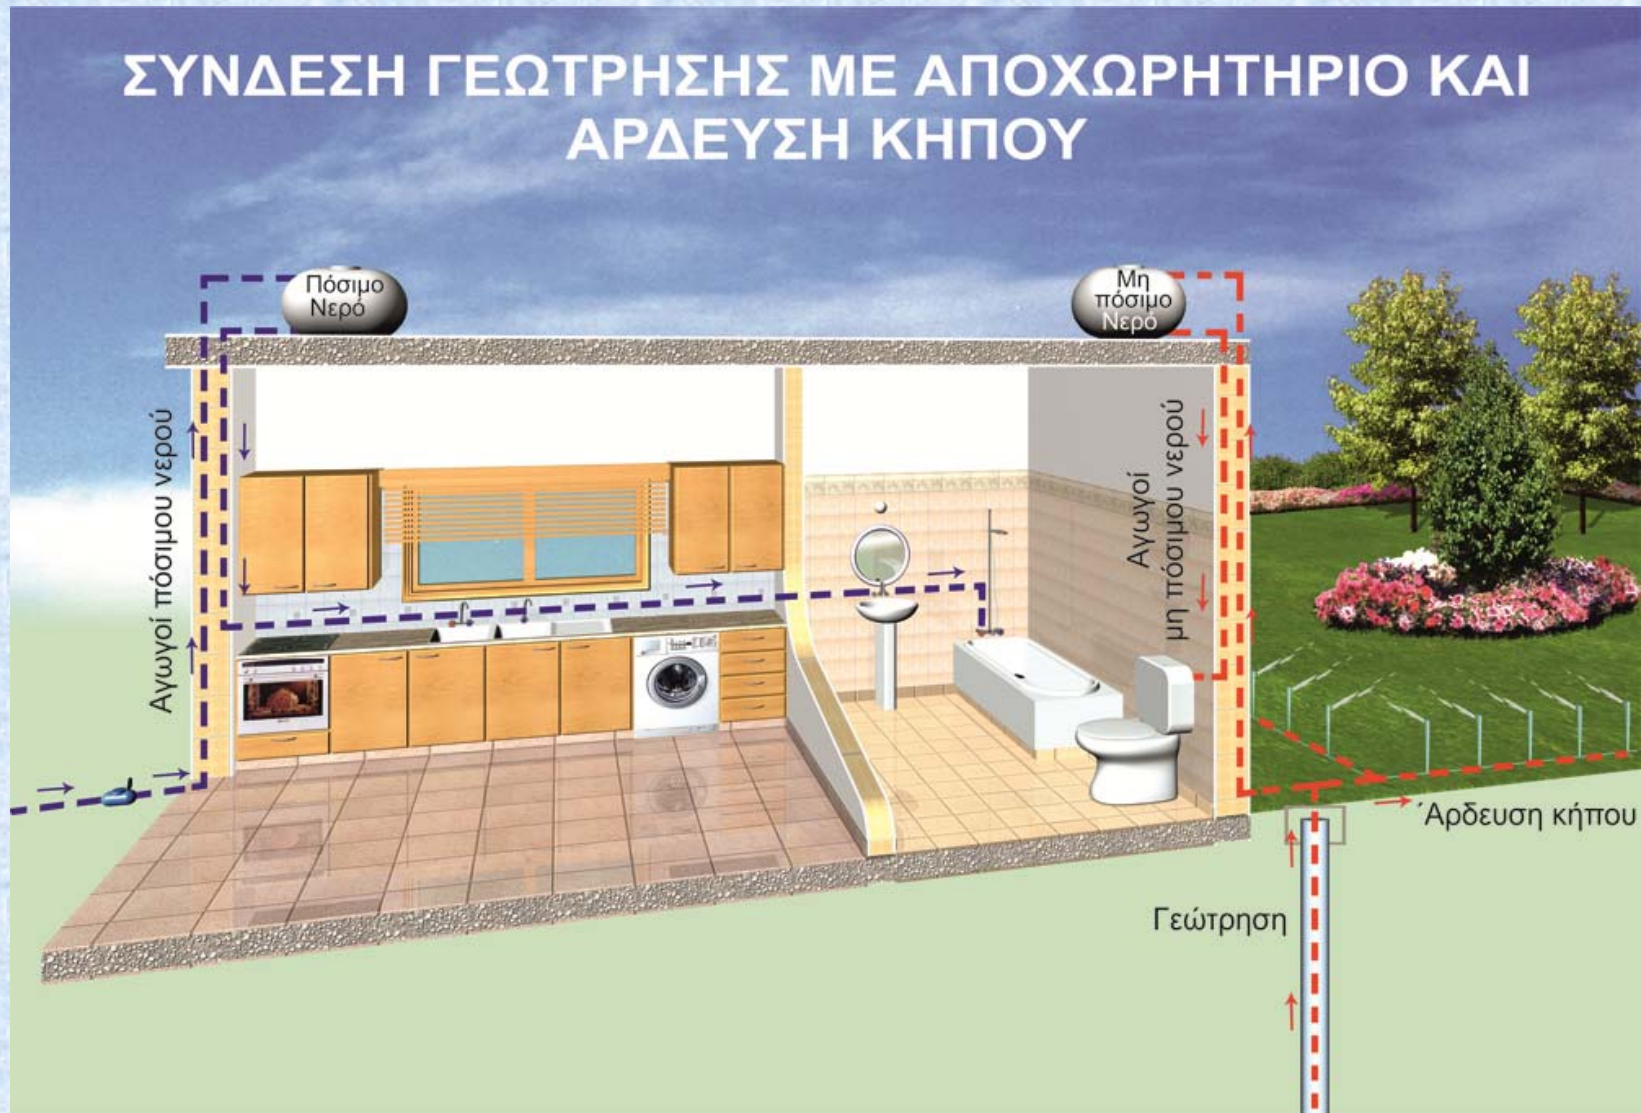 ΣΥΝΔΕΣΗ ΓΕΩΤΡΗΣΗΣ ΜΕ ΑΠΟΧΩΡΗΤΗΡΙΟ ΚΑΙ
ΑΡΔΕΥΣΗ ΚΗΠΟΥ
Πόσιμο
Νερό
Μη
πόσιμο
Νερό
Αγωγοί πόσιμου νερού
Αγωγοί
μη πόσιμου νερού
Άρδευση κήπου
Γεώτρηση